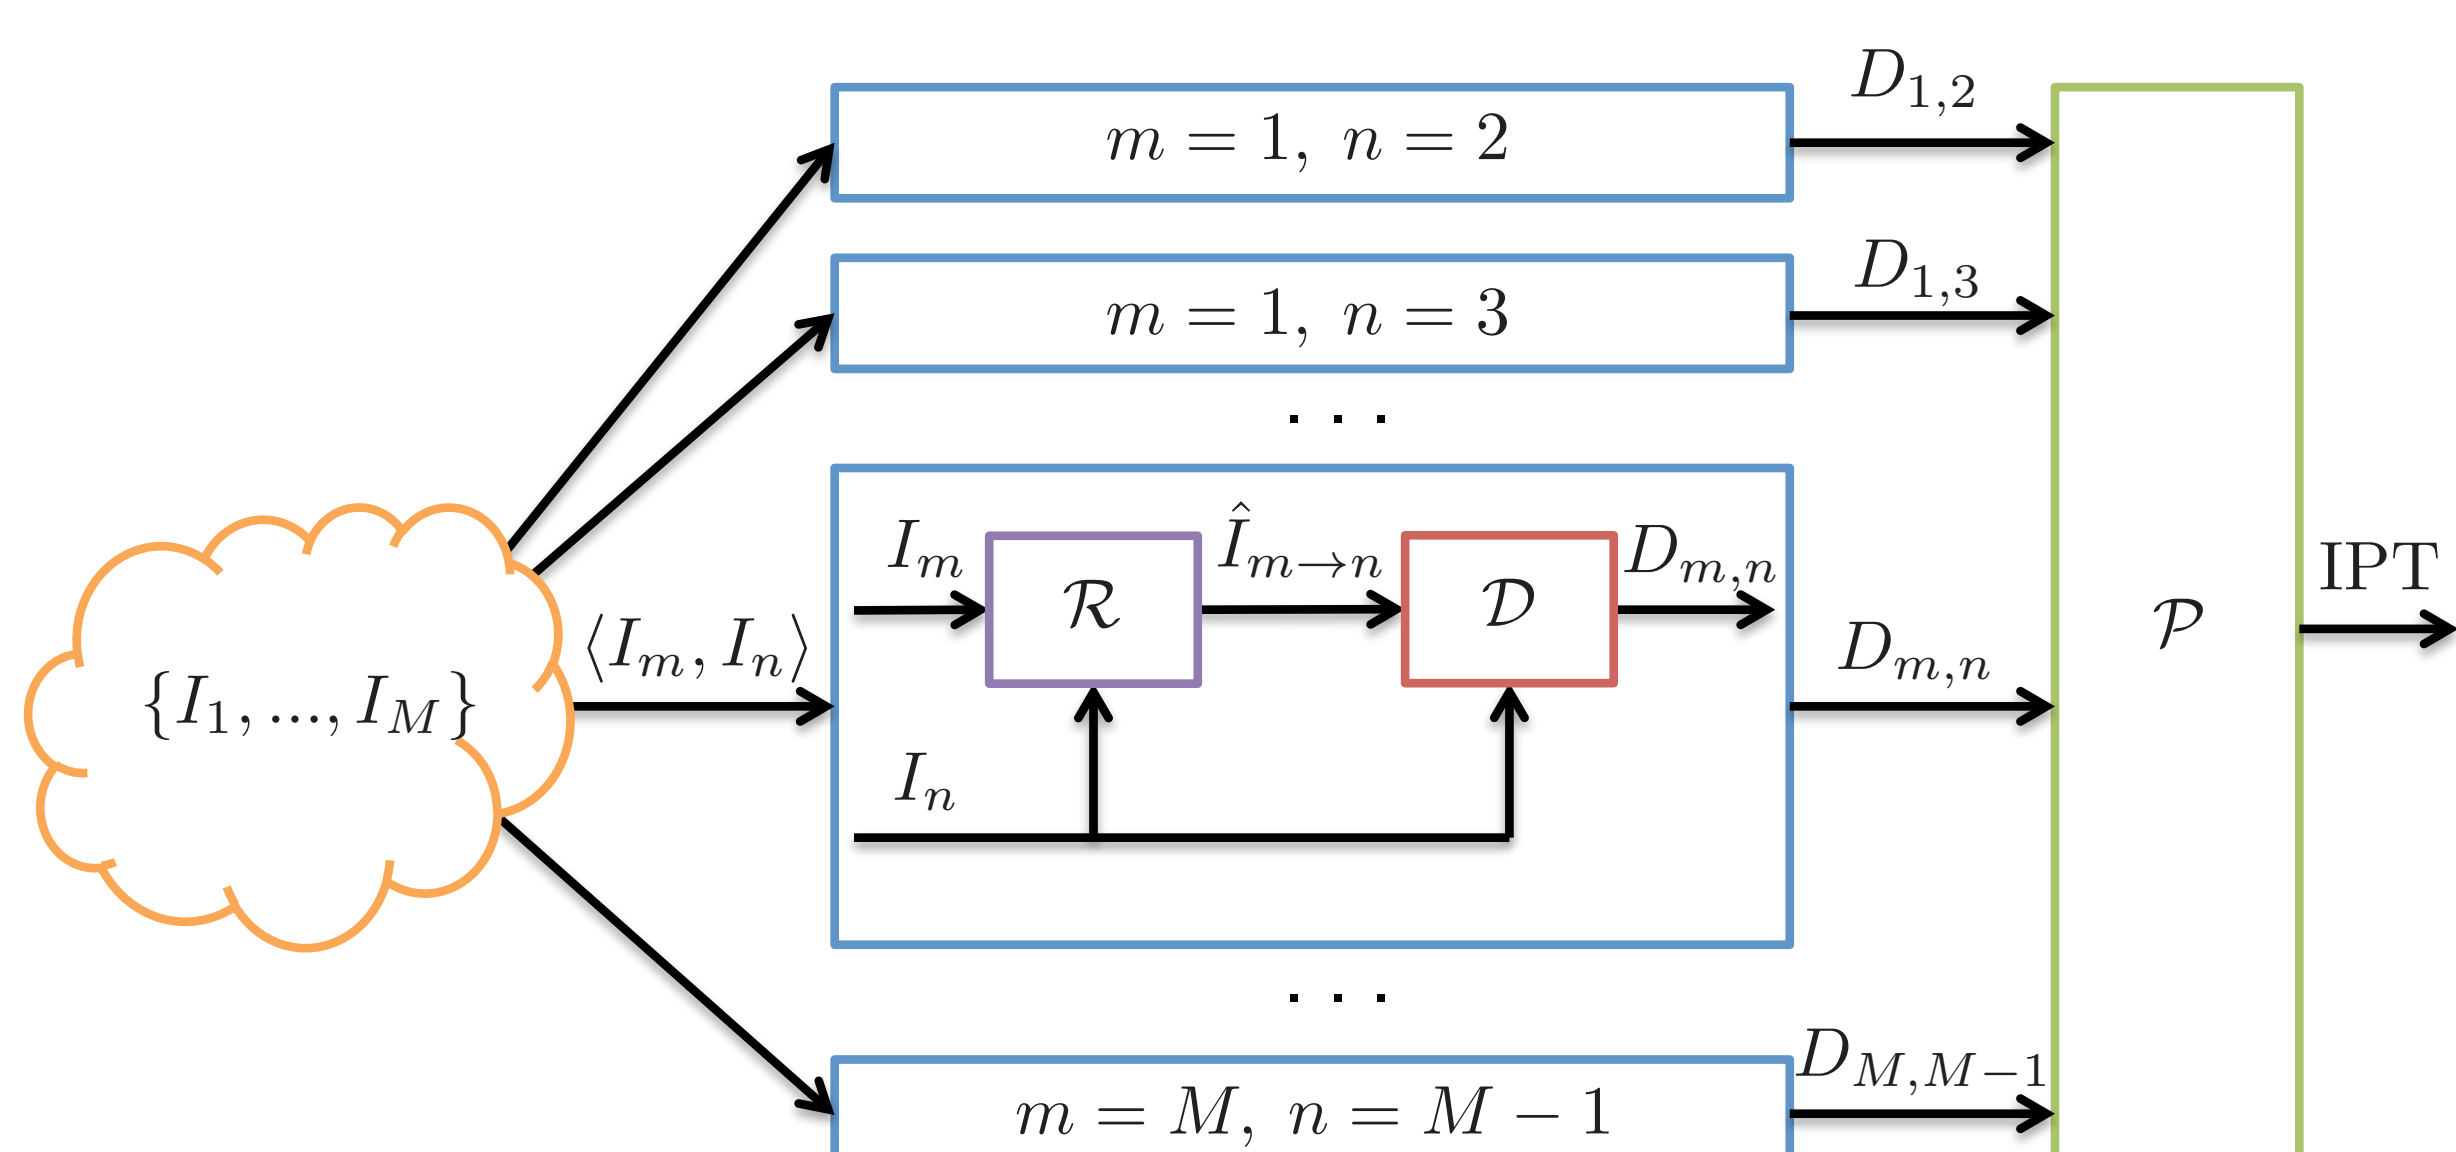 D_{1,2}
m = 1, n = 2
D_{1,3}
m = 1, n = 3
. . .
I_m
R
Î_{m→n}
D
D_{m,n}
IPT
⟨I_m, I_n⟩
P
D_{m,n}
{I_1, ..., I_M}
I_n
. . .
D_{M,M−1}
m = M, n = M − 1